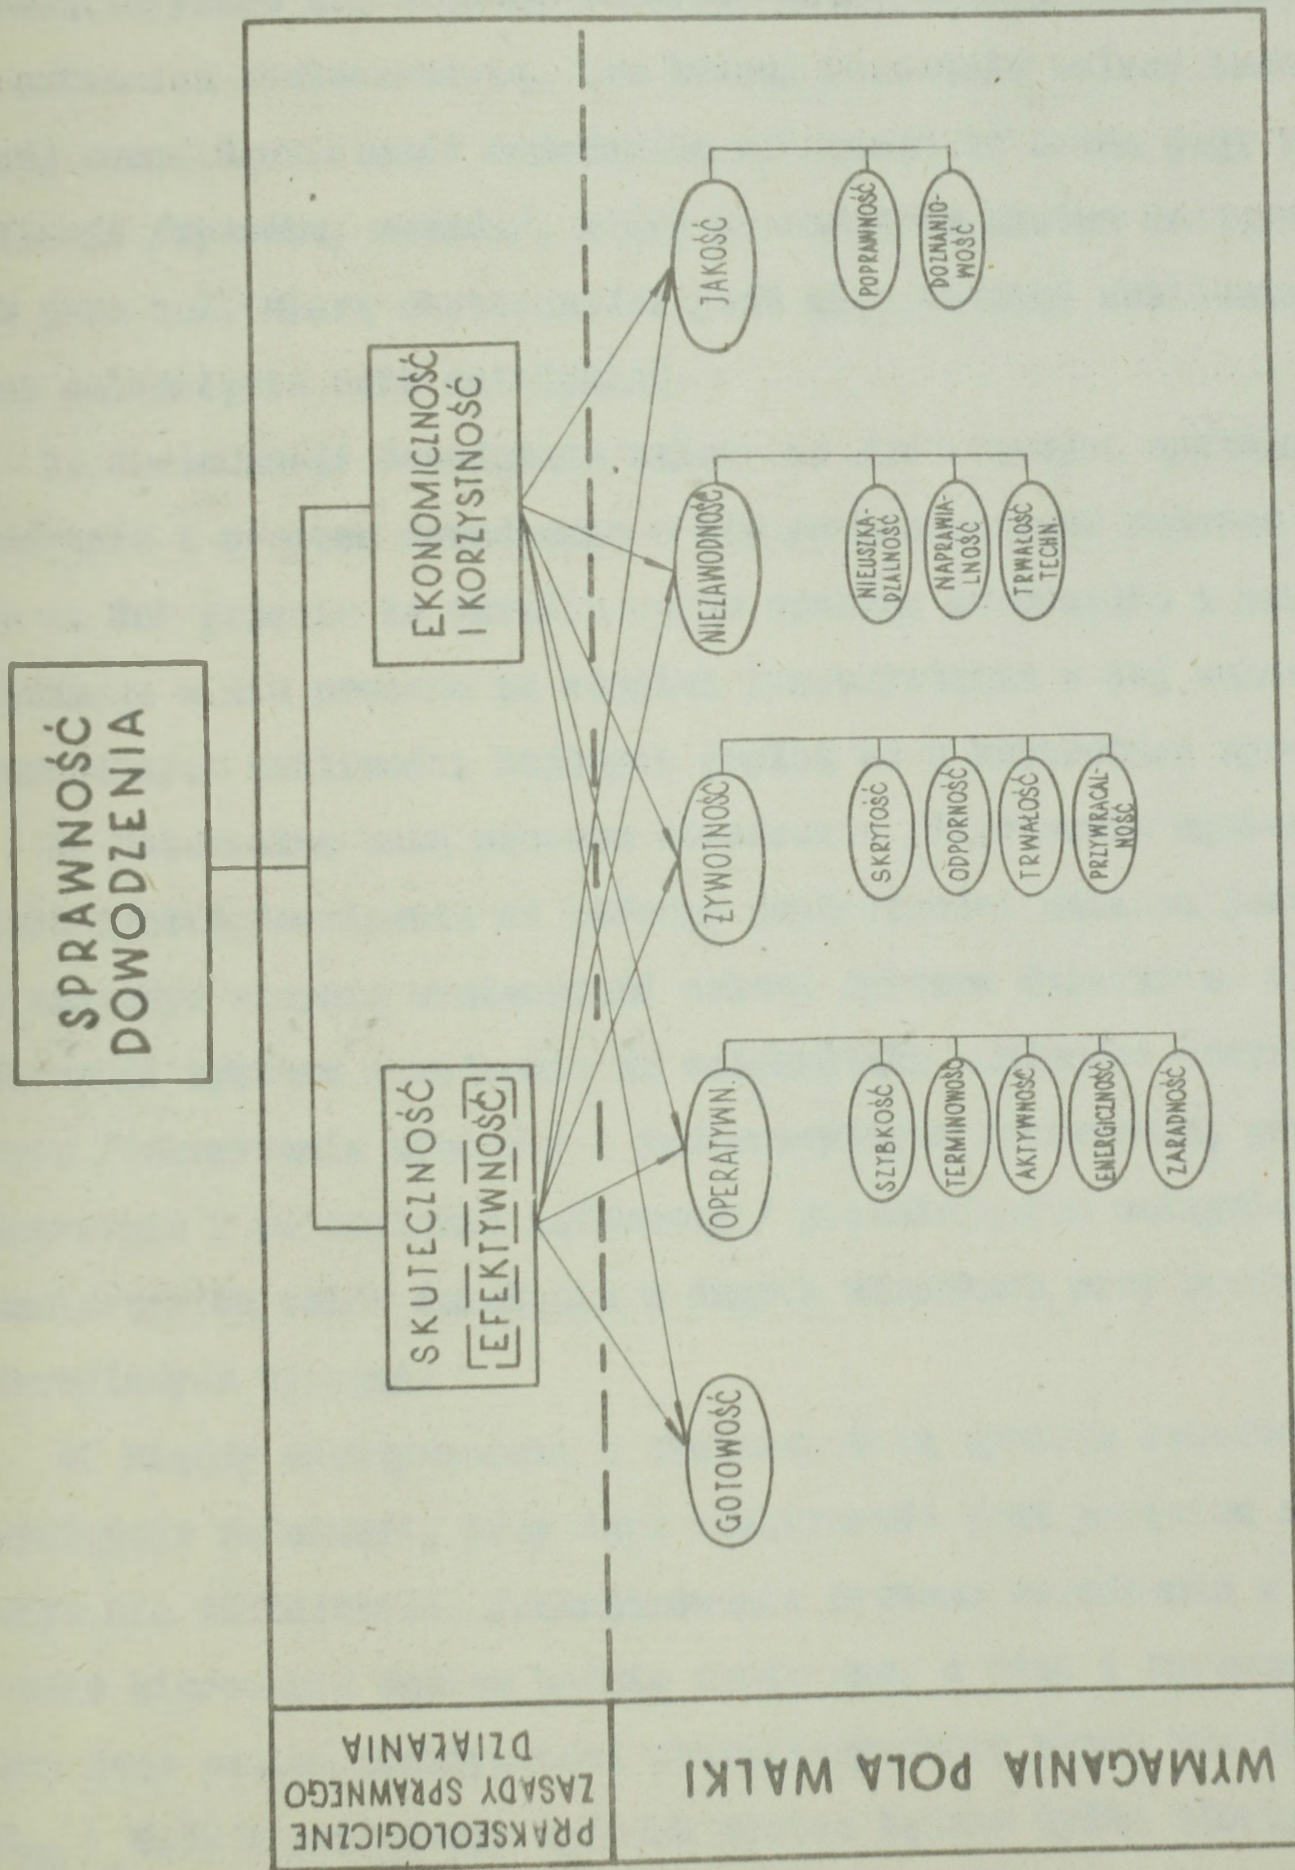 SPRAWNOŚĆ
DOWODZENIA
PRAKSEOLOGICZNE
ZASADY SPRAWNEGO
DZIAŁANIA
SKUTECZNOŚĆ
[EFEKTYWNOŚĆ]
EKONOMICZNOŚĆ
I KORZYSTNOŚĆ
WYMAGANIA POLA WALKI
GOTOWOŚĆ
OPERATYWN.
SZYBKOŚĆ
TERMINOWOŚĆ
AKTYWNOŚĆ
ENERGICZNOŚĆ
ZARADNOŚĆ
ŻYWOTNOŚĆ
SKRYTOŚĆ
ODPORNOŚĆ
TRWAŁOŚĆ
PRZYWRACAL-
NOŚĆ
NIEZAWODNOŚĆ
NIEUSZKA-
DZALNOŚĆ
NAPRAWIA-
LNOŚĆ
TRWAŁOŚĆ
TECHN.
JAKOŚĆ
POPRAWNOŚĆ
DOZNANIO-
WOŚĆ